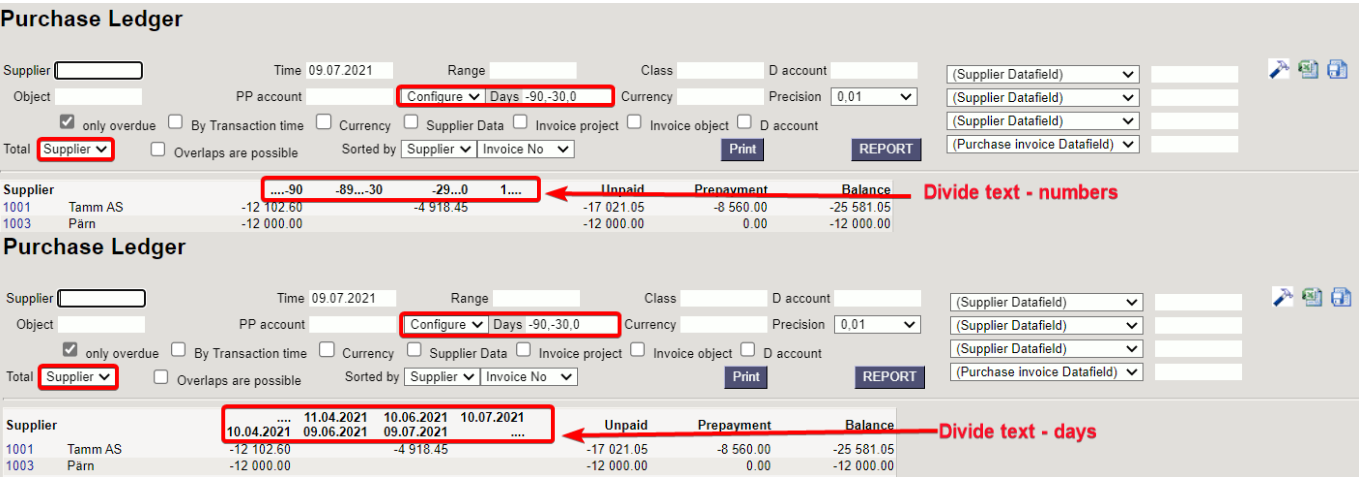 Purchase Ledger
Supplier Time 09.07.2021 Range Class D account (Supplier Datafield)
Object PP account Configure Days -90,-30,0 Currency Precision 0,01 (Supplier Datafield)
only overdue By Transaction time Currency Supplier Data Invoice project Invoice object D account (Supplier Datafield)
Total Supplier Overlaps are possible Sorted by Supplier Invoice No Print REPORT (Purchase invoice Datafield)
Supplier ....-90 -89...-30 -29...0 1.... Unpaid Prepayment Balance Divide text - numbers
1001 Tamm AS -12 102.60 -4 918.45 -17 021.05 -8 560.00 -25 581.05
1003 Pärn -12 000.00 -12 000.00 0.00 -12 000.00
Purchase Ledger
Supplier Time 09.07.2021 Range Class D account (Supplier Datafield)
Object PP account Configure Days -90,-30,0 Currency Precision 0,01 (Supplier Datafield)
only overdue By Transaction time Currency Supplier Data Invoice project Invoice object D account (Supplier Datafield)
Total Supplier Overlaps are possible Sorted by Supplier Invoice No Print REPORT (Purchase invoice Datafield)
.... 11.04.2021 10.06.2021 10.07.2021
Supplier Unpaid Prepayment Balance
10.04.2021 09.06.2021 09.07.2021 .... Divide text - days
1001 Tamm AS -12 102.60 -4 918.45 -17 021.05 -8 560.00 -25 581.05
1003 Pärn -12 000.00 -12 000.00 0.00 -12 000.00